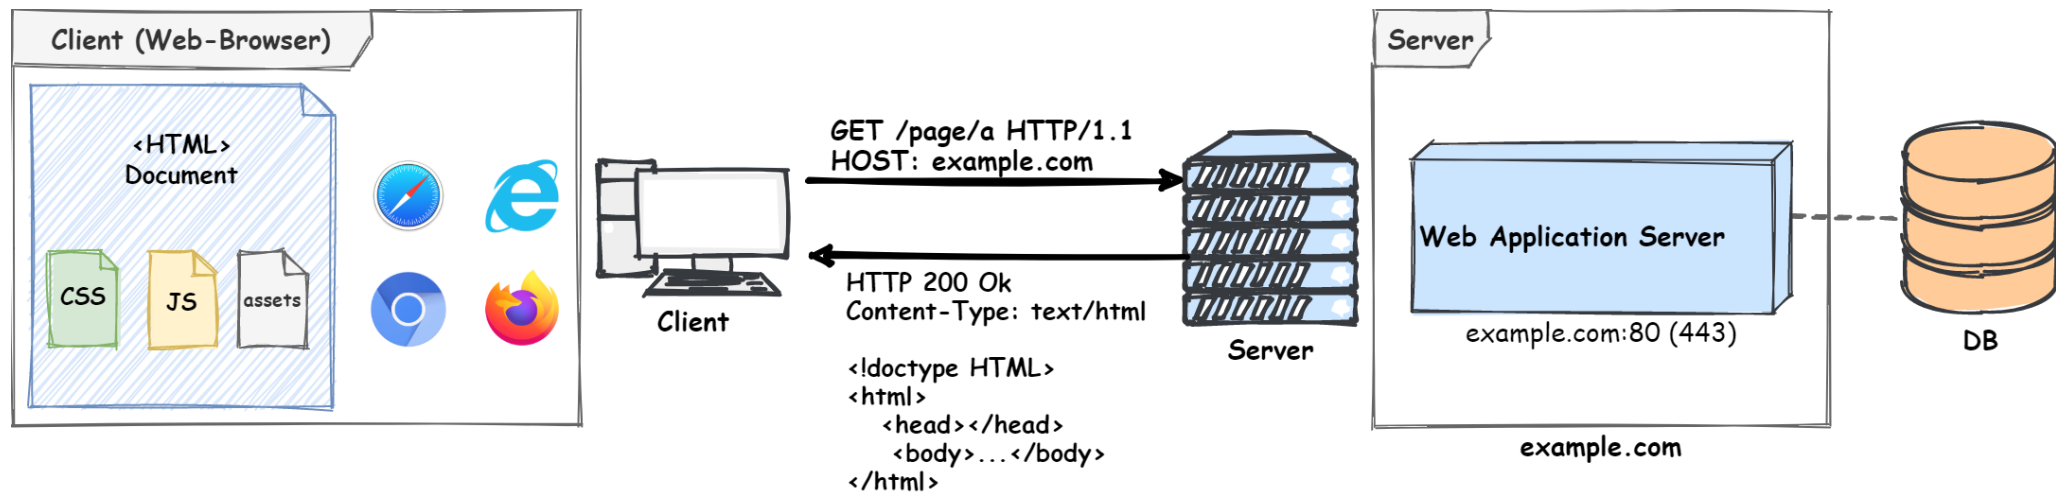 Client (Web-Browser)
<HTML>
Document
CSS
JS
assets
Client
GET /page/a HTTP/1.1
HOST: example.com
HTTP 200 Ok
Content-Type: text/html
<!doctype HTML>
<html>
<head></head>
<body>...</body>
</html>
Server
Server
Web Application Server
example.com:80 (443)
example.com
DB